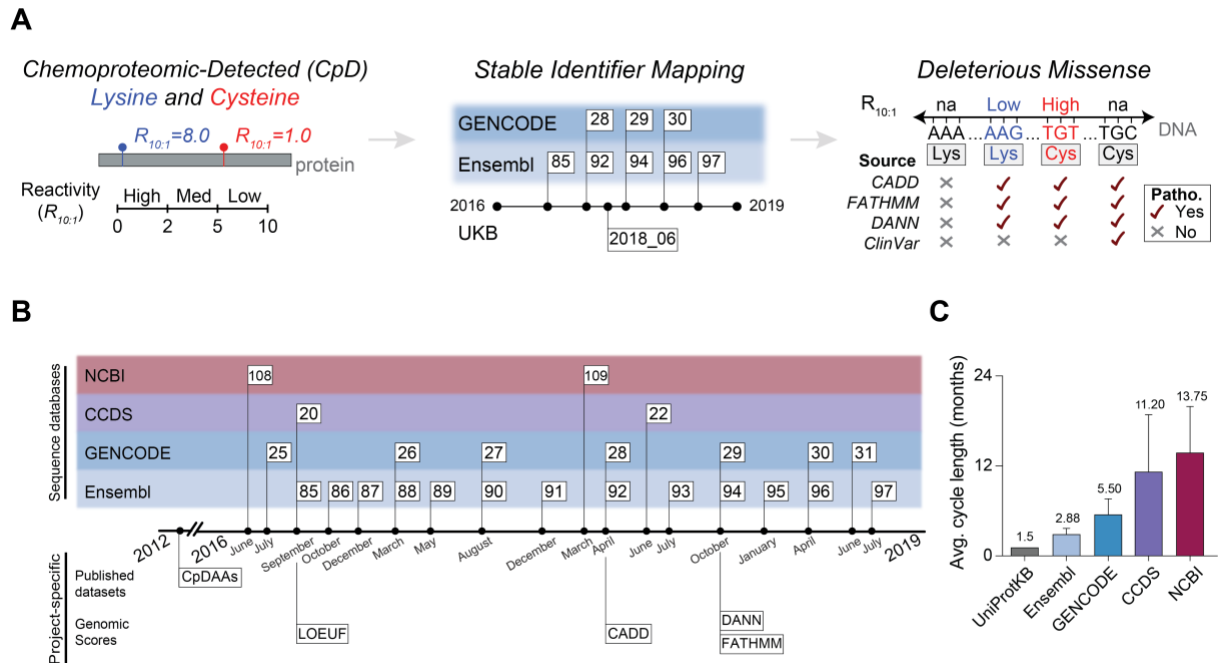 A
Chemoproteomic-Detected (CpD)
Lysine and Cysteine
R10:1=8.0
R10:1=1.0
protein
Reactivity
(R10:1)
High
Med
Low
0
2
5
10
Stable Identifier Mapping
GENCODE
28
29
30
Ensembl
85
92
94
96
97
2016
2019
UKB
2018_06
Deleterious Missense
R10:1
na
Low
High
na
AAA...AAG...TGT...TGC
DNA
Source
Lys
Lys
Cys
Cys
CADD
FATHMM
DANN
ClinVar
Patho.
Yes
No
B
Sequence databases
NCBI
108
109
CCDS
20
22
GENCODE
25
26
27
28
29
30
31
Ensembl
85
86
87
88
89
90
91
92
93
94
95
96
97
2012
2016
June
July
September
October
December
March
May
August
December
March
April
June
July
October
January
April
June
July
2019
Project-specific
Published
datasets
CpDAAs
Genomic
Scores
LOEUF
CADD
DANN
FATHMM
C
Avg. cycle length (months)
24
12
0
1.5
2.88
5.50
11.20
13.75
UniProtKB
Ensembl
GENCODE
CCDS
NCBI